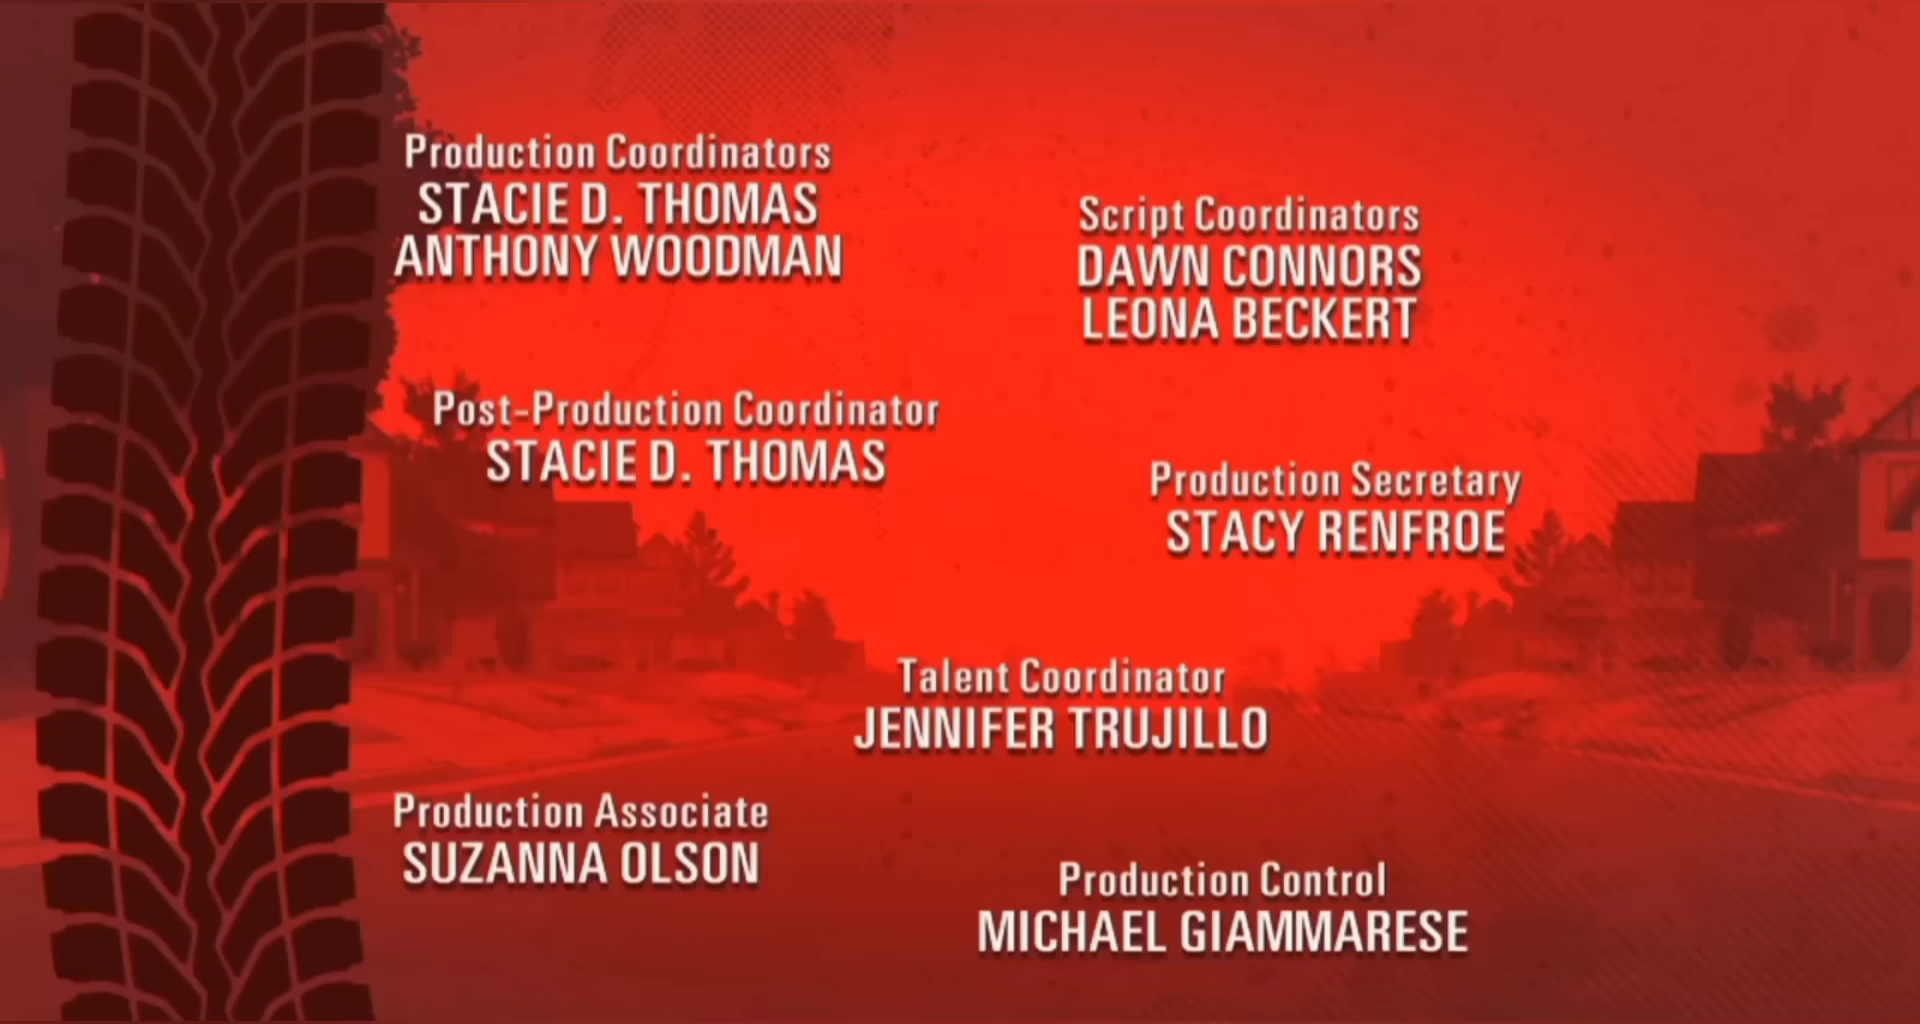 Production Coordinators
STACIE D. THOMAS
ANTHONY WOODMAN
Script Coordinators
DAWN CONNORS
LEONA BECKERT
Post-Production Coordinator
STACIE D. THOMAS
Production Secretary
STACY RENFROE
Talent Coordinator
JENNIFER TRUJILLO
Production Associate
SUZANNA OLSON
Production Control
MICHAEL GIAMMARESE